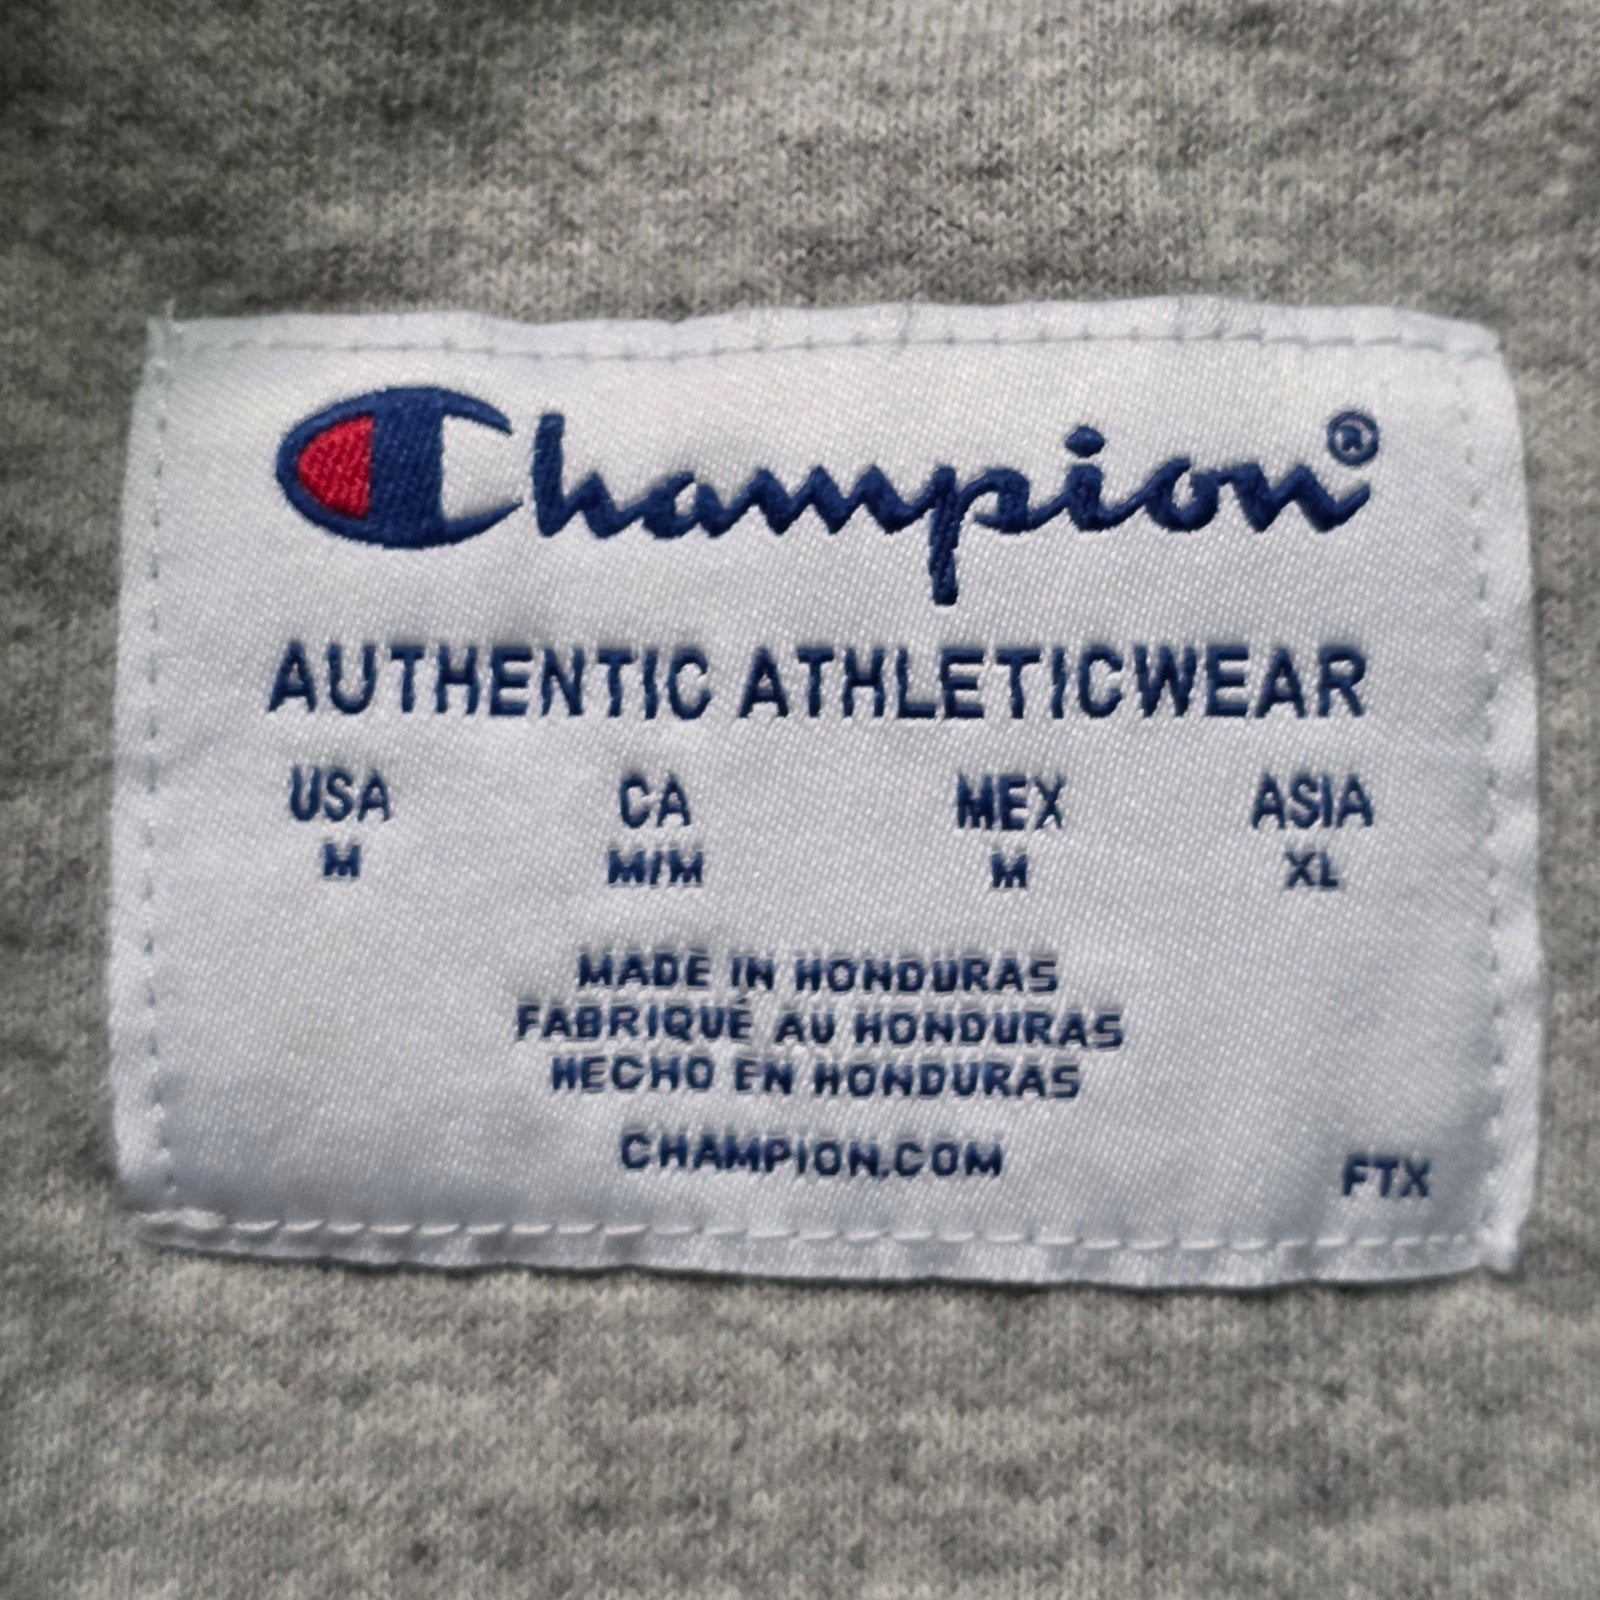 Champion®
AUTHENTIC ATHLETICWEAR
USA CA MEX ASIA
M M/M M XL
MADE IN HONDURAS
FABRIQUÉ AU HONDURAS
HECHO EN HONDURAS
CHAMPION.COM
FTX